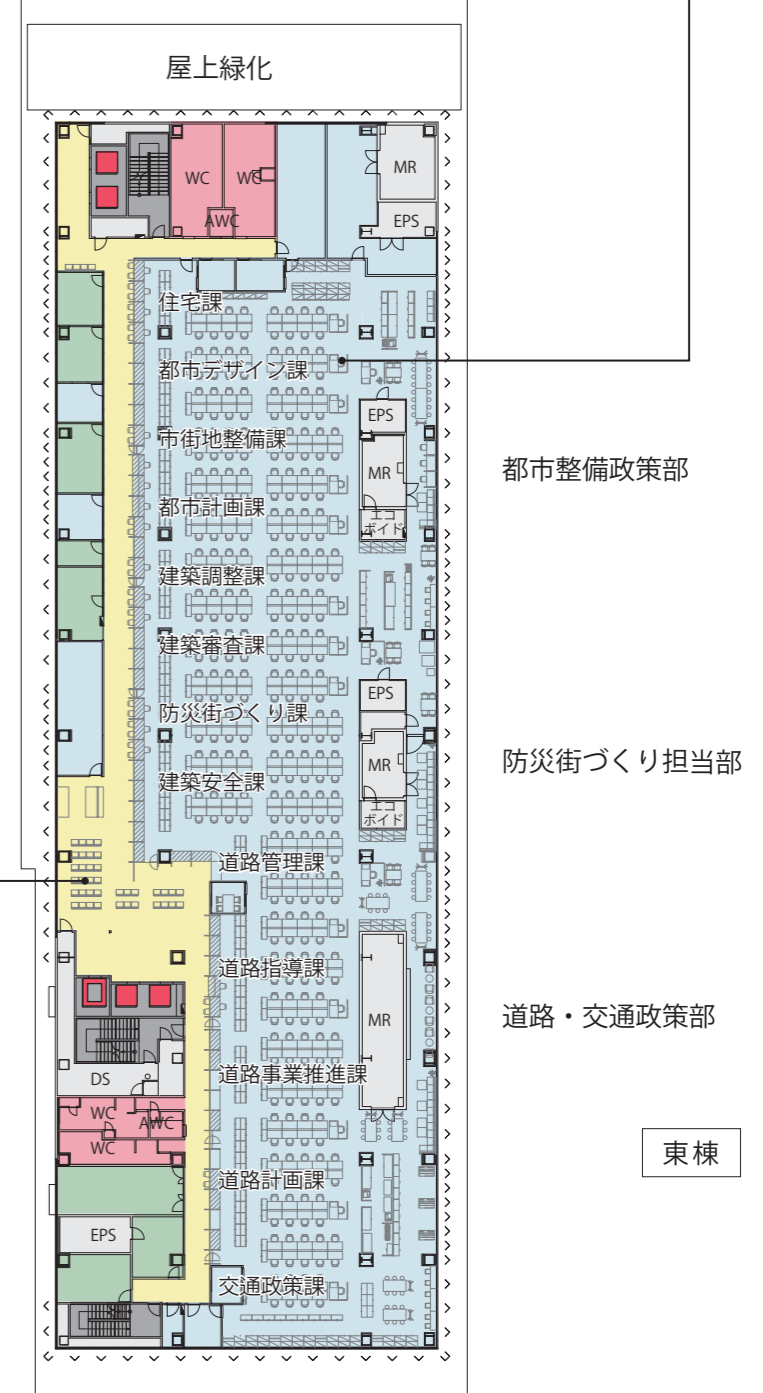 屋上緑化
MR
WC
WC
AWC
EPS
住宅課
都市デザイン課
EPS
市街地整備課
MR
都市整備政策部
都市計画課
エコ
ボイド
建築調整課
建築審査課
EPS
防災街づくり課
MR
防災街づくり担当部
建築安全課
エコ
ボイド
道路管理課
道路指導課
MR
道路・交通政策部
道路事業推進課
DS
WC
AWC
WC
東棟
道路計画課
EPS
交通政策課